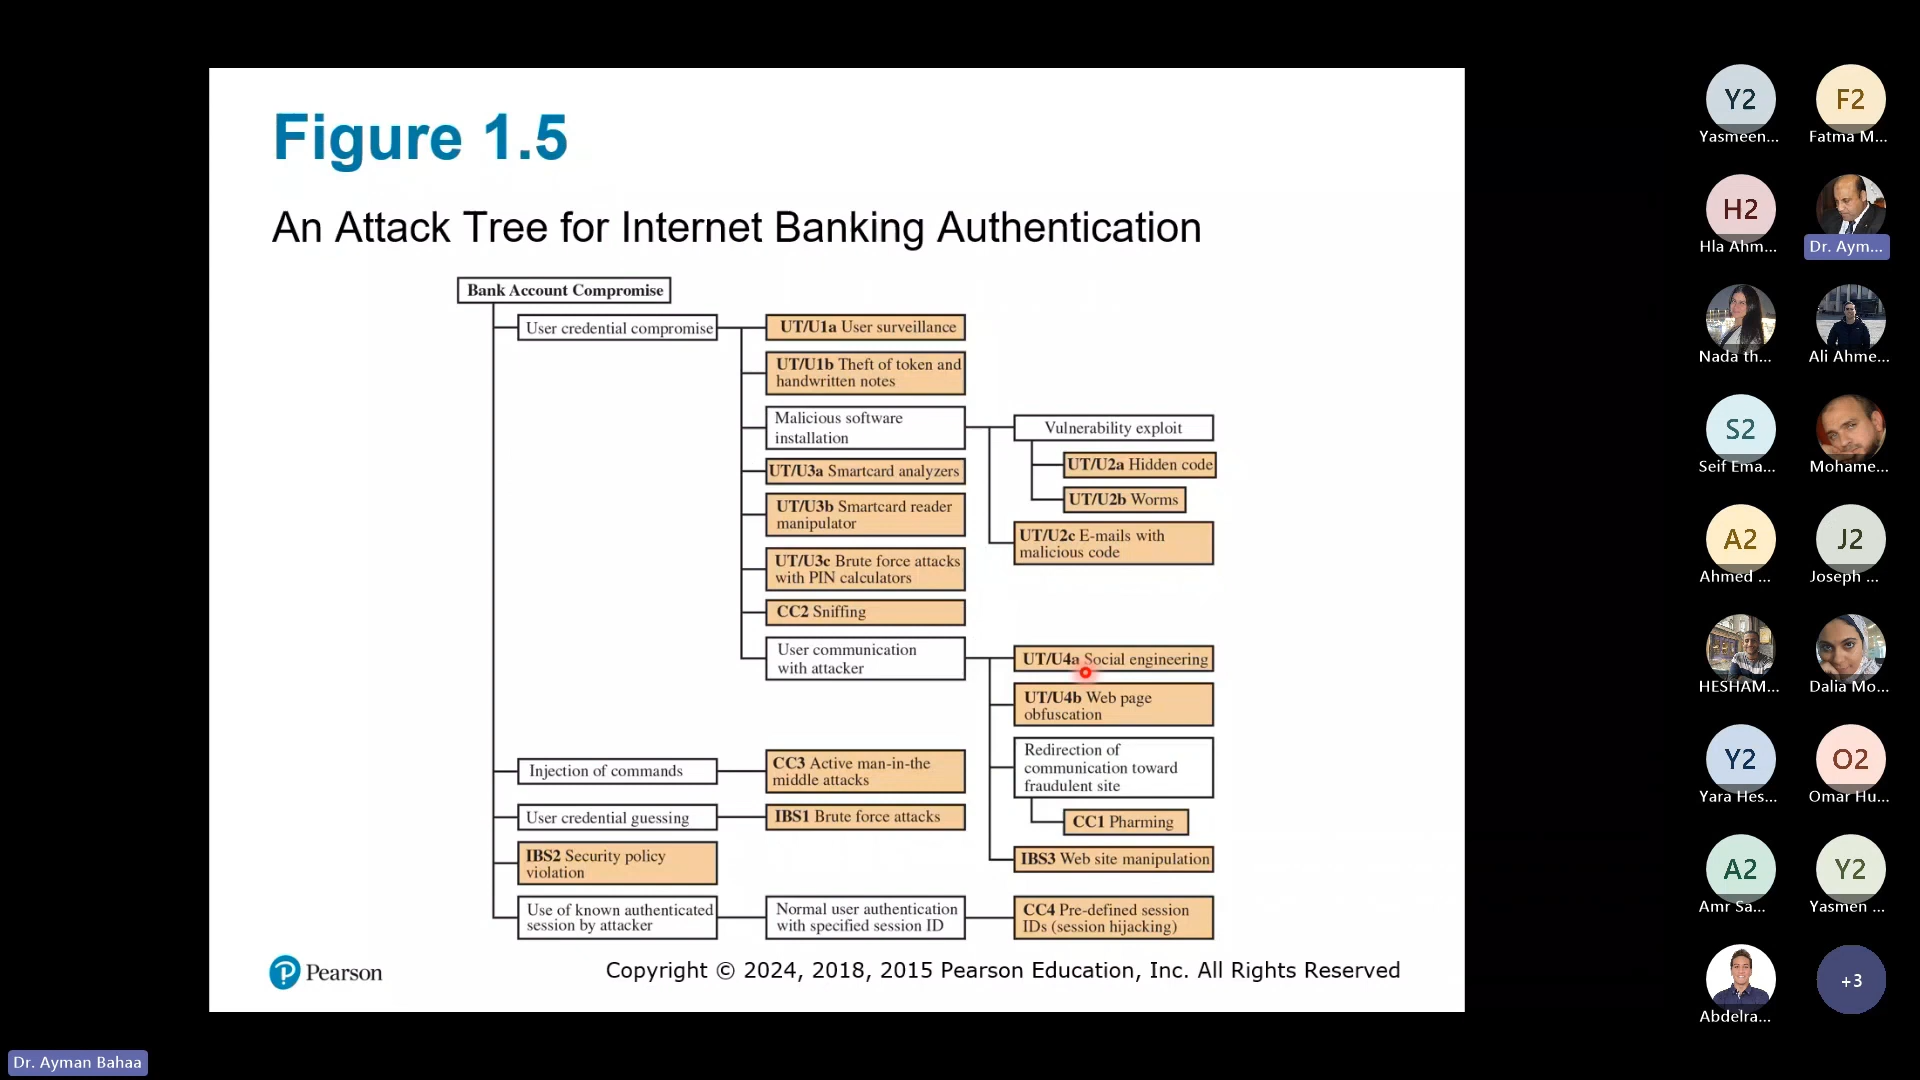 Figure 1.5
An Attack Tree for Internet Banking Authentication
Bank Account Compromise
User credential compromise
UT/U1a User surveillance
UT/U1b Theft of token and
handwritten notes
Malicious software
installation
Vulnerability exploit
UT/U2a Hidden code
UT/U2b Worms
UT/U2c E-mails with
malicious code
UT/U3a Smartcard analyzers
UT/U3b Smartcard reader
manipulator
UT/U3c Brute force attacks
with PIN calculators
CC2 Sniffing
User communication
with attacker
UT/U4a Social engineering
UT/U4b Web page
obfuscation
Redirection of
communication toward
fraudulent site
CC1 Pharming
IBS3 Web site manipulation
Injection of commands
CC3 Active man-in-the
middle attacks
User credential guessing
IBS1 Brute force attacks
IBS2 Security policy
violation
Use of known authenticated
session by attacker
Normal user authentication
with specified session ID
CC4 Pre-defined session
IDs (session hijacking)
P Pearson
Copyright © 2024, 2018, 2015 Pearson Education, Inc. All Rights Reserved
Dr. Ayman Bahaa
Y2
Yasmeen...
F2
Fatma M...
H2
Hla Ahm...
Dr. Aym...
Nada th...
Ali Ahme...
S2
Seif Ema...
Mohame...
A2
Ahmed ...
J2
Joseph ...
HESHAM...
Dalia Mo...
Y2
Yara Hes...
O2
Omar Hu...
A2
Amr Sa...
Y2
Yasmen ...
Abdelra...
+3